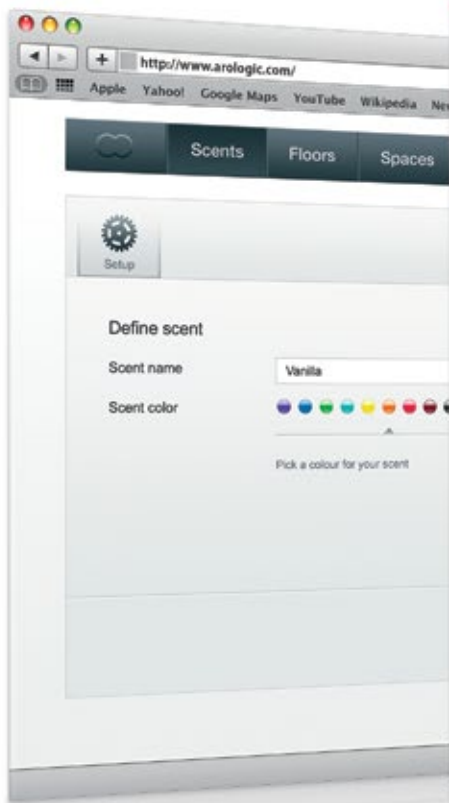 http://www.arologic.com/
Apple Yahoo! Google Maps YouTube Wikipedia
Scents Floors Spaces
Setup
Define scent
Scent name Vanilla
Scent color
Pick a colour for your scent